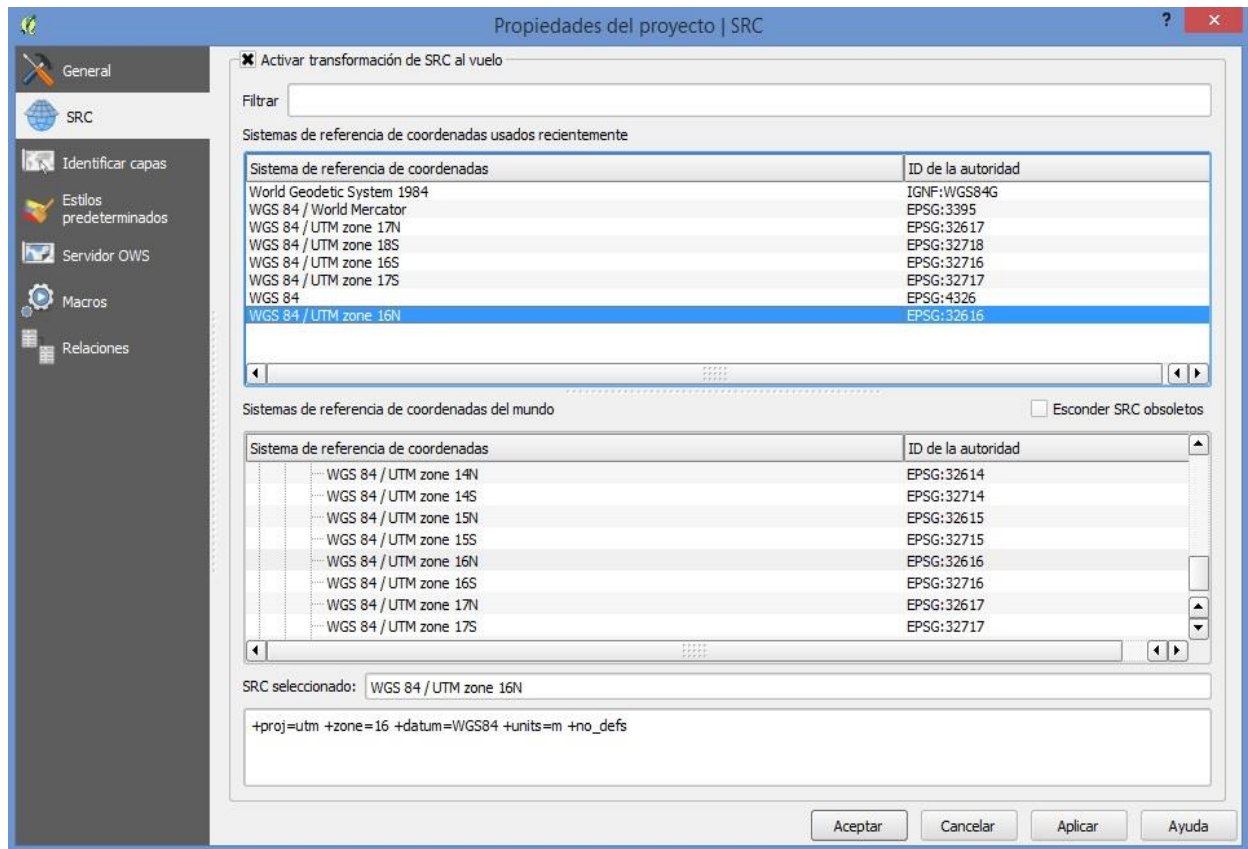 Propiedades del proyecto | SRC
?
×
General
SRC
Identificar capas
Estilos
predeterminados
Servidor OWS
Macros
Relaciones
Activar transformación de SRC al vuelo
Filtrar
Sistemas de referencia de coordenadas usados recientemente
Sistema de referencia de coordenadas ID de la autoridad
World Geodetic System 1984 IGNF:WGS84G
WGS 84 / World Mercator EPSG:3395
WGS 84 / UTM zone 17N EPSG:32617
WGS 84 / UTM zone 18S EPSG:32718
WGS 84 / UTM zone 16S EPSG:32716
WGS 84 / UTM zone 17S EPSG:32717
WGS 84 EPSG:4326
WGS 84 / UTM zone 16N EPSG:32616
Sistemas de referencia de coordenadas del mundo
Esconder SRC obsoletos
Sistema de referencia de coordenadas ID de la autoridad
WGS 84 / UTM zone 14N EPSG:32614
WGS 84 / UTM zone 14S EPSG:32714
WGS 84 / UTM zone 15N EPSG:32615
WGS 84 / UTM zone 15S EPSG:32715
WGS 84 / UTM zone 16N EPSG:32616
WGS 84 / UTM zone 16S EPSG:32716
WGS 84 / UTM zone 17N EPSG:32617
WGS 84 / UTM zone 17S EPSG:32717
SRC seleccionado: WGS 84 / UTM zone 16N
+proj=utm +zone=16 +datum=WGS84 +units=m +no_defs
Aceptar Cancelar Aplicar Ayuda